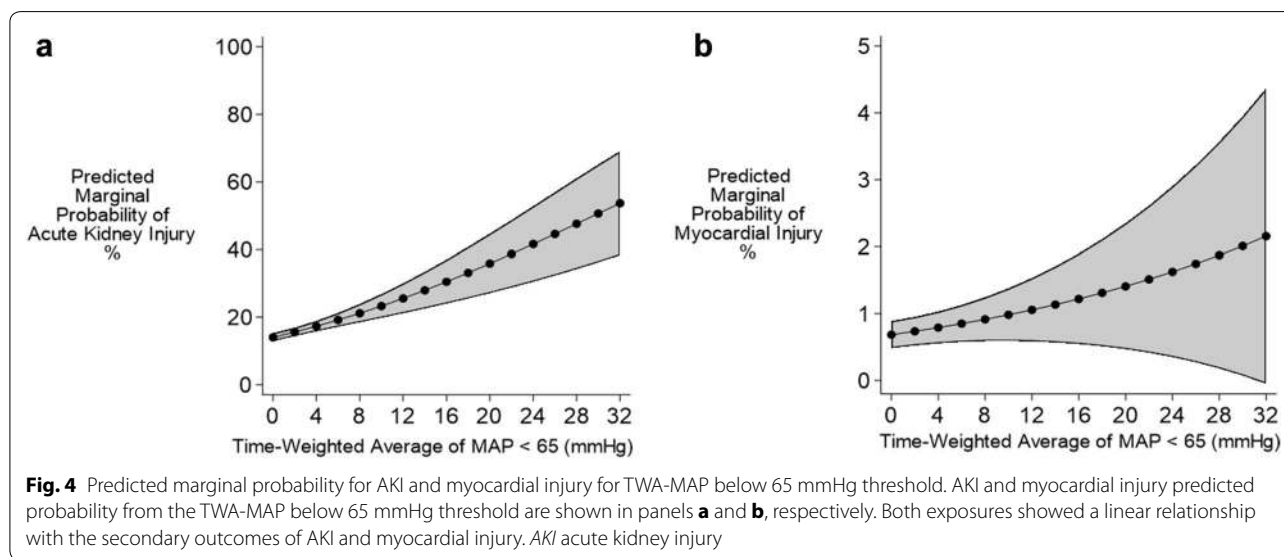 a
100
80
60
40
20
0
Predicted
Marginal
Probability of
Acute Kidney Injury
%
0 4 8 12 16 20 24 28 32
Time-Weighted Average of MAP < 65 (mmHg)
b
5
4
3
2
1
0
Predicted
Marginal
Probability of
Myocardial Injury
%
0 4 8 12 16 20 24 28 32
Time-Weighted Average of MAP < 65 (mmHg)
Fig. 4 Predicted marginal probability for AKI and myocardial injury for TWA-MAP below 65 mmHg threshold. AKI and myocardial injury predicted
probability from the TWA-MAP below 65 mmHg threshold are shown in panels a and b, respectively. Both exposures showed a linear relationship
with the secondary outcomes of AKI and myocardial injury. AKI acute kidney injury